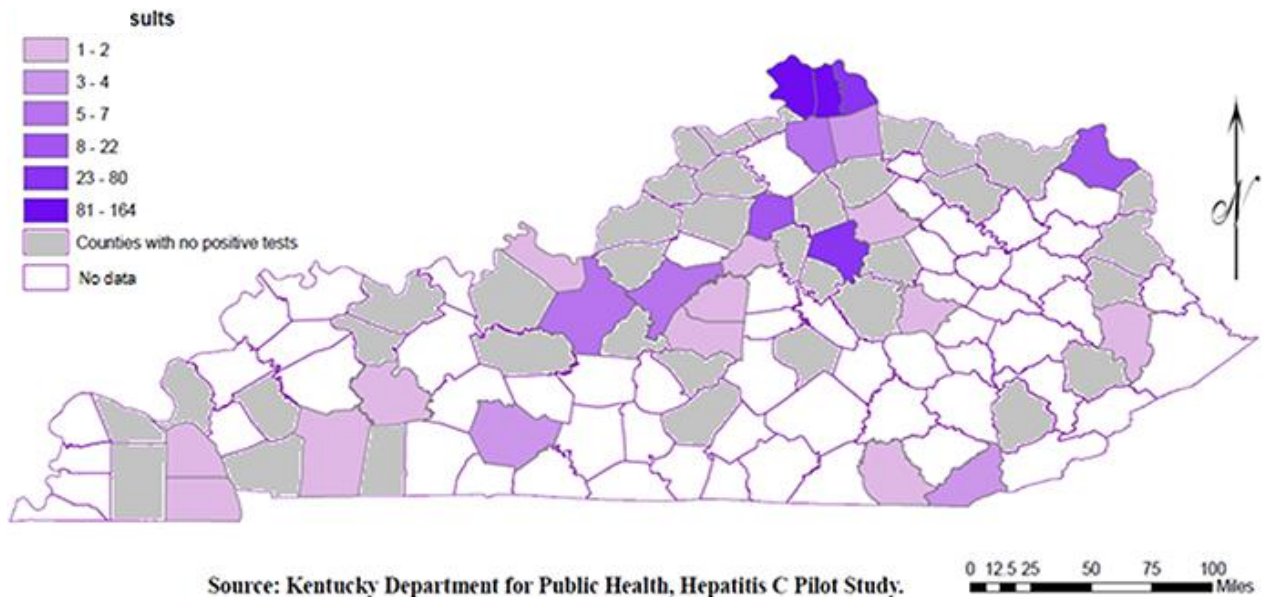 sults
1 - 2
3 - 4
5 - 7
8 - 22
23 - 80
81 - 164
Counties with no positive tests
No data
N
0 12.5 25 50 75 100
Miles
Source: Kentucky Department for Public Health, Hepatitis C Pilot Study.